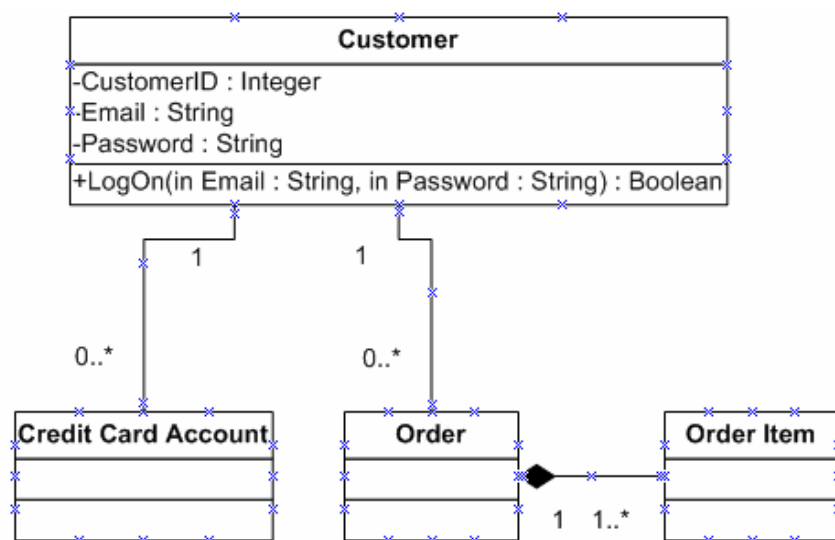 Customer
-CustomerID : Integer
-Email : String
-Password : String
+LogOn(in Email : String, in Password : String) : Boolean
1 1
0..* 0..*
Credit Card Account Order Order Item
1 1..*